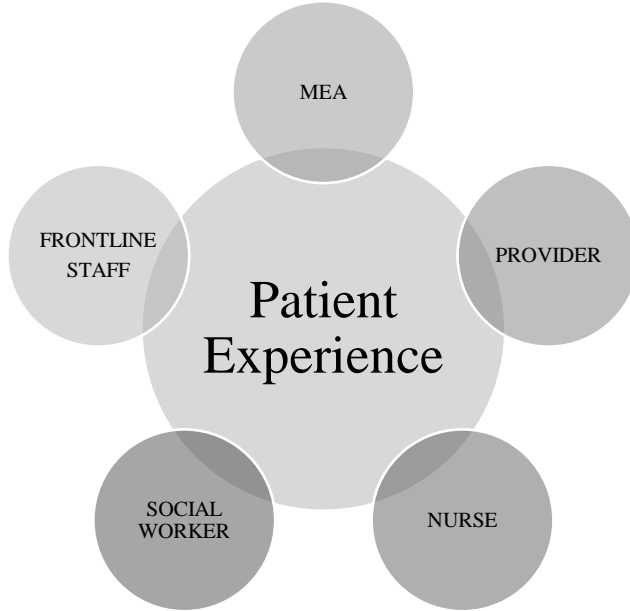 MEA
FRONTLINE
STAFF
PROVIDER
Patient
Experience
SOCIAL
WORKER
NURSE